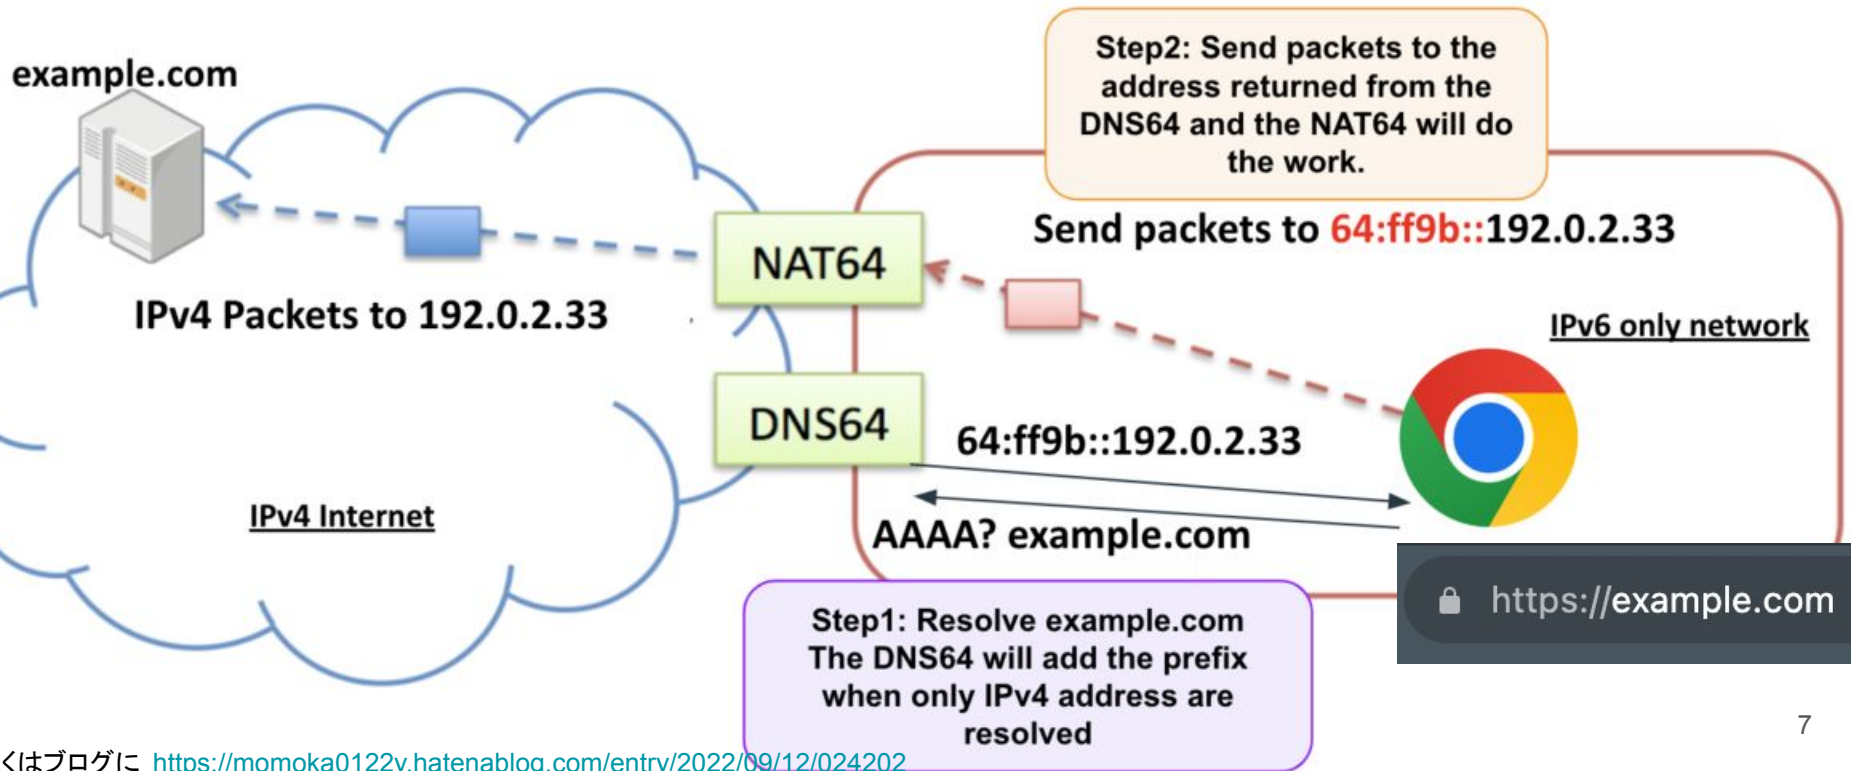 example.com
Step2: Send packets to the
address returned from the
DNS64 and the NAT64 will do
the work.
Send packets to 64:ff9b::192.0.2.33
NAT64
IPv4 Packets to 192.0.2.33
IPv6 only network
DNS64
64:ff9b::192.0.2.33
IPv4 Internet
AAAA? example.com
https://example.com
Step1: Resolve example.com
The DNS64 will add the prefix
when only IPv4 address are
resolved
7
くはブログに https://momoka0122y.hatenablog.com/entry/2022/09/12/024202